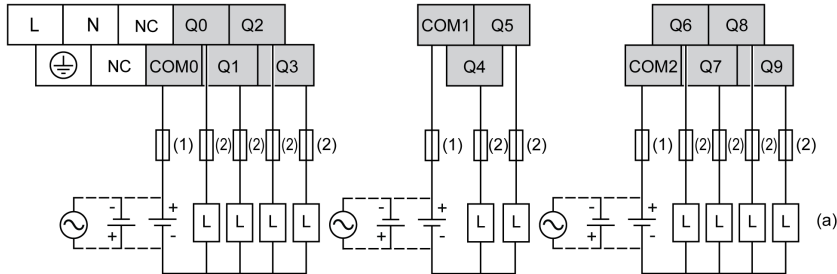 L N NC Q0 Q2 COM1 Q5 Q6 Q8
NC COM0 Q1 Q3 Q4 COM2 Q7 Q9
(1) (2) (2) (2) (2) (1) (2) (2) (1) (2) (2) (2) (2)
- + - + - +
L L L L L L L L L L (a)
+ - + - + -